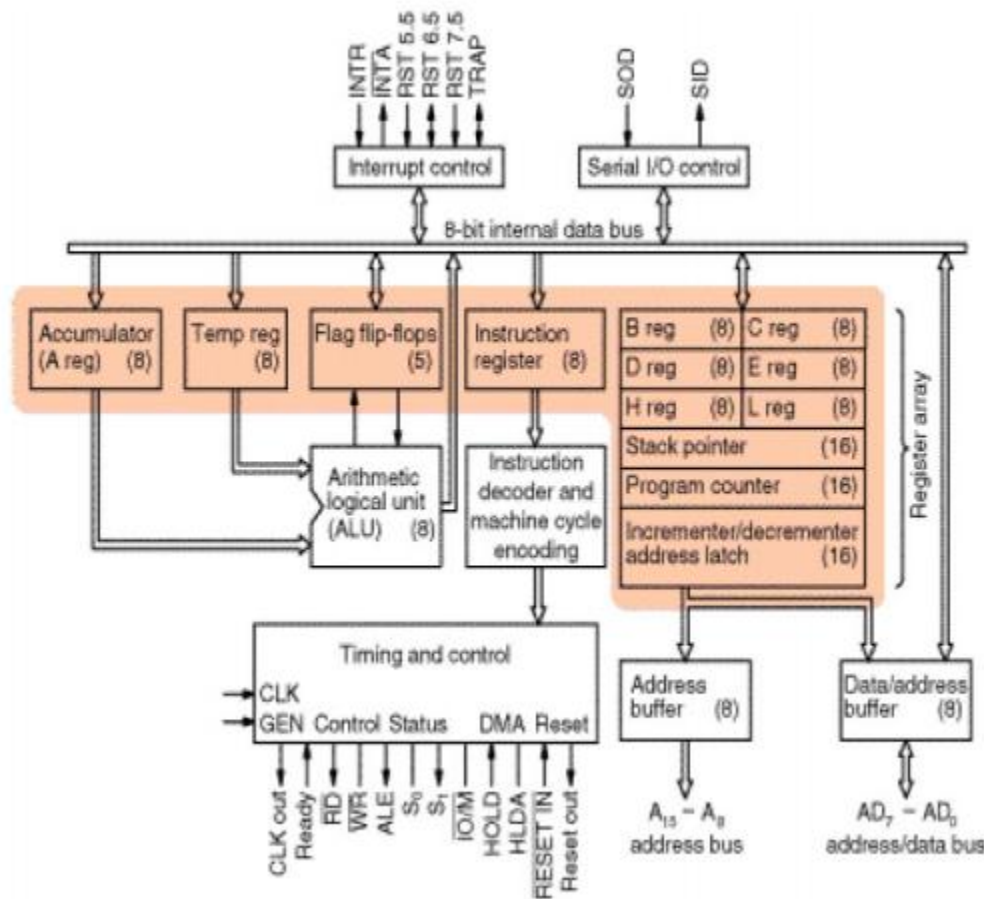 INTR
INTA
RST 5.5
RST 6.5
RST 7.5
TRAP
SOD
SID
Interrupt control
Serial I/O control
8-bit internal data bus
Accumulator
(A reg) (8)
Temp reg
(8)
Flag flip-flops
(5)
Instruction
register (8)
B reg (8) C reg (8)
D reg (8) E reg (8)
H reg (8) L reg (8)
Stack pointer (16)
Program counter (16)
Incrementer/decrementer
address latch (16)
Register array
Arithmetic
logical unit
(ALU) (8)
Instruction
decoder and
machine cycle
encoding
Timing and control
CLK
GEN Control Status DMA Reset
CLK out
Ready
RD
WR
ALE
S₀
S₁
IO/M
HOLD
HLDA
RESET IN
Reset out
Address
buffer (8)
Data/address
buffer (8)
A₁₅ – A₈
address bus
AD₇ – AD₀
address/data bus